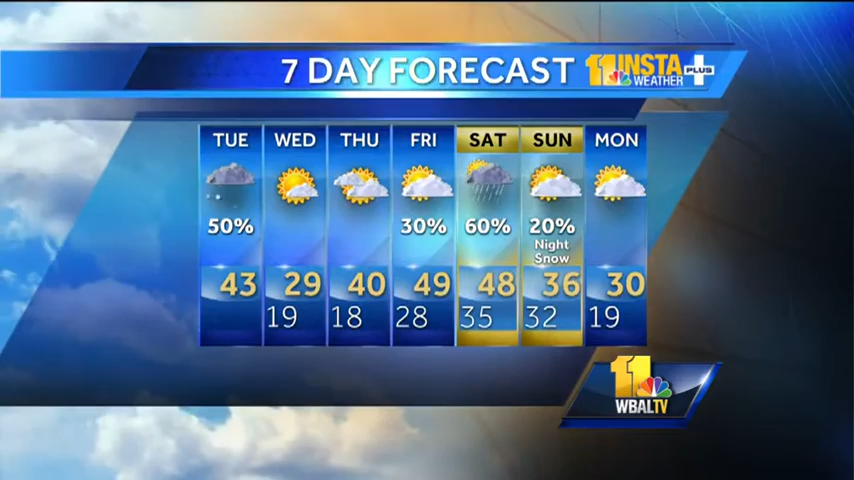 7 DAY FORECAST
11 INSTA
WEATHER PLUS
TUE WED THU FRI SAT SUN MON
50% 30% 60% 20%
Night
Snow
43 29 40 49 48 36 30
19 18 28 35 32 19
11
WBALTV